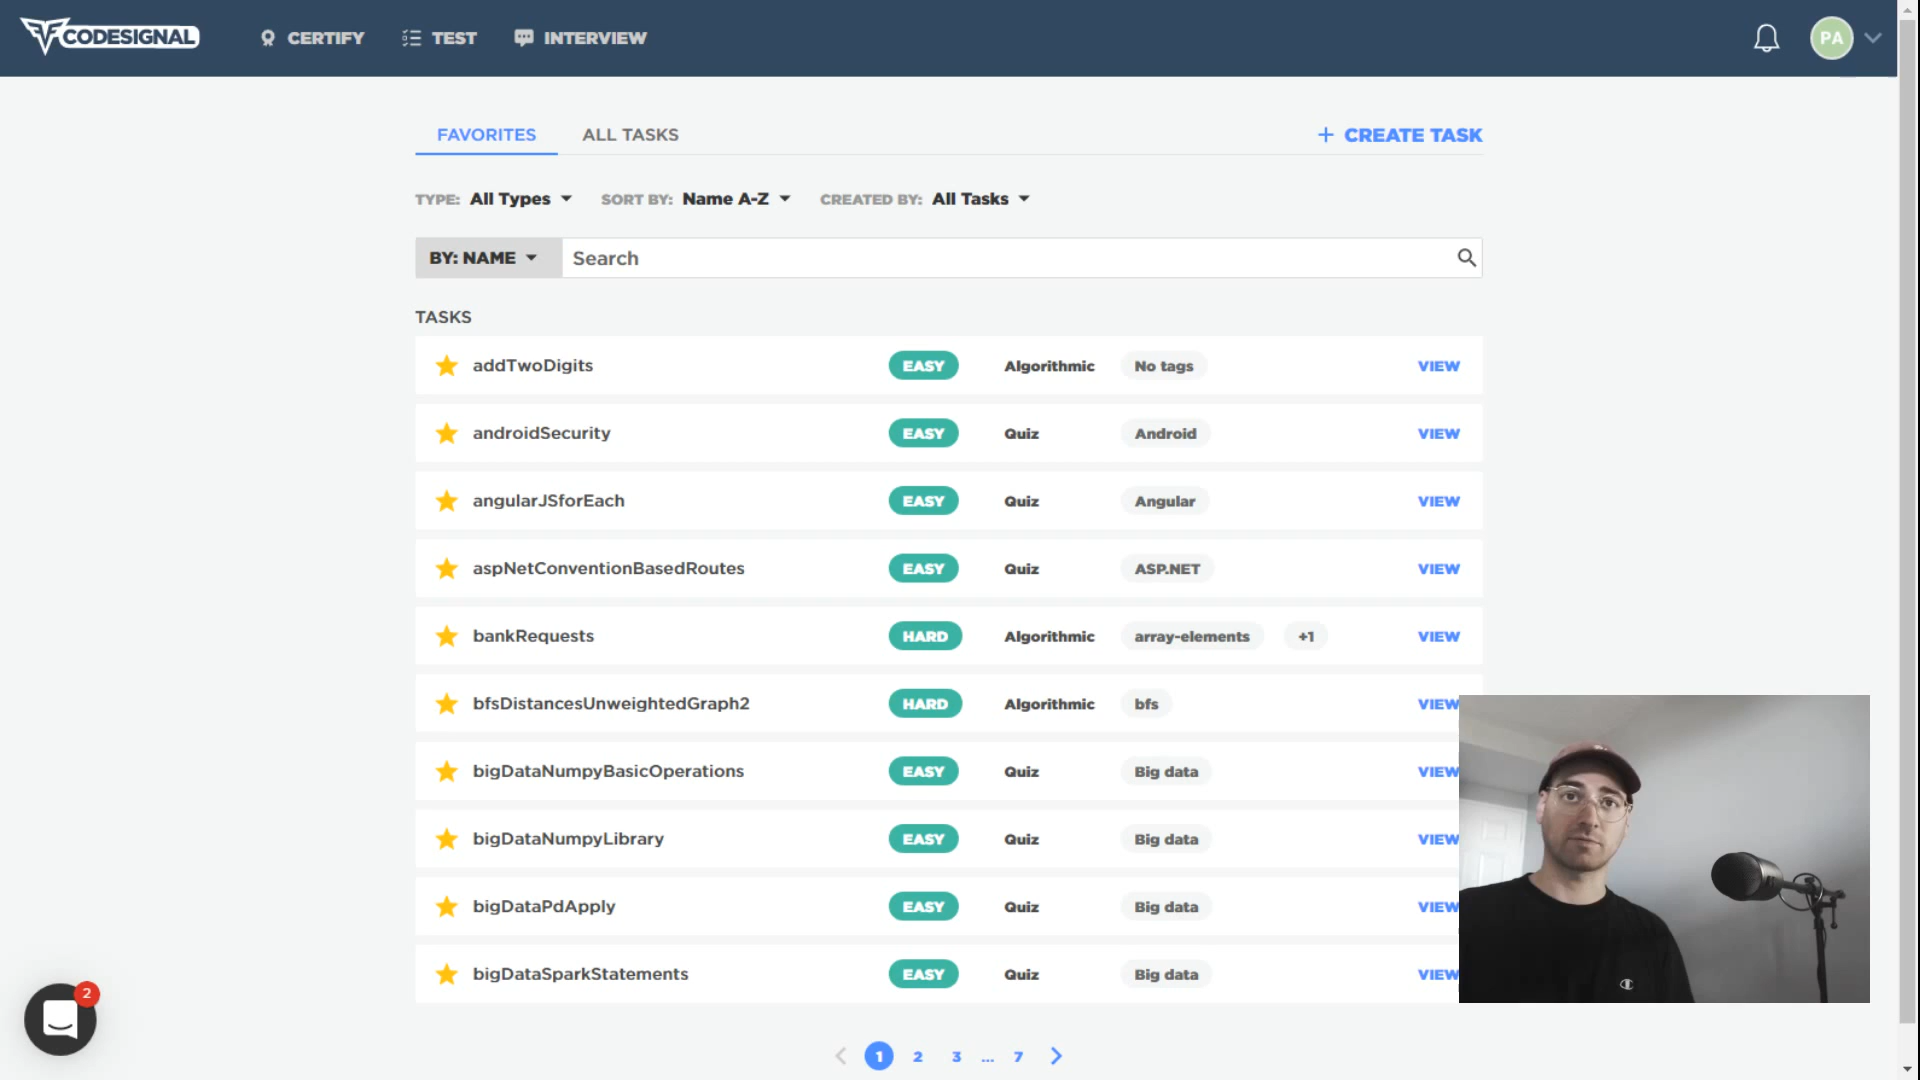 CODESIGNAL CERTIFY TEST INTERVIEW PA
FAVORITES ALL TASKS + CREATE TASK
TYPE: All Types SORT BY: Name A-Z CREATED BY: All Tasks
BY: NAME Search
TASKS
addTwoDigits EASY Algorithmic No tags VIEW
androidSecurity EASY Quiz Android VIEW
angularJSforEach EASY Quiz Angular VIEW
aspNetConventionBasedRoutes EASY Quiz ASP.NET VIEW
bankRequests HARD Algorithmic array-elements +1 VIEW
bfsDistancesUnweightedGraph2 HARD Algorithmic bfs VIEW
bigDataNumpyBasicOperations EASY Quiz Big data VIEW
bigDataNumpyLibrary EASY Quiz Big data VIEW
bigDataPdApply EASY Quiz Big data VIEW
bigDataSparkStatements EASY Quiz Big data VIEW
2
1 2 3 ... 7